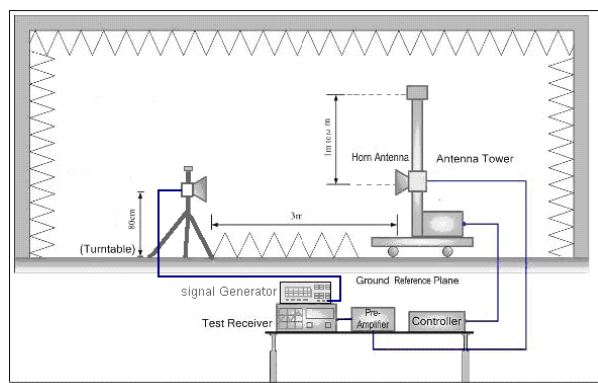 1m to 4 m
Horn Antenna
Antenna Tower
80cm
3m
(Turntable)
Ground Reference Plane
signal Generator
Test Receiver
Pre-
Amplifier
Controller